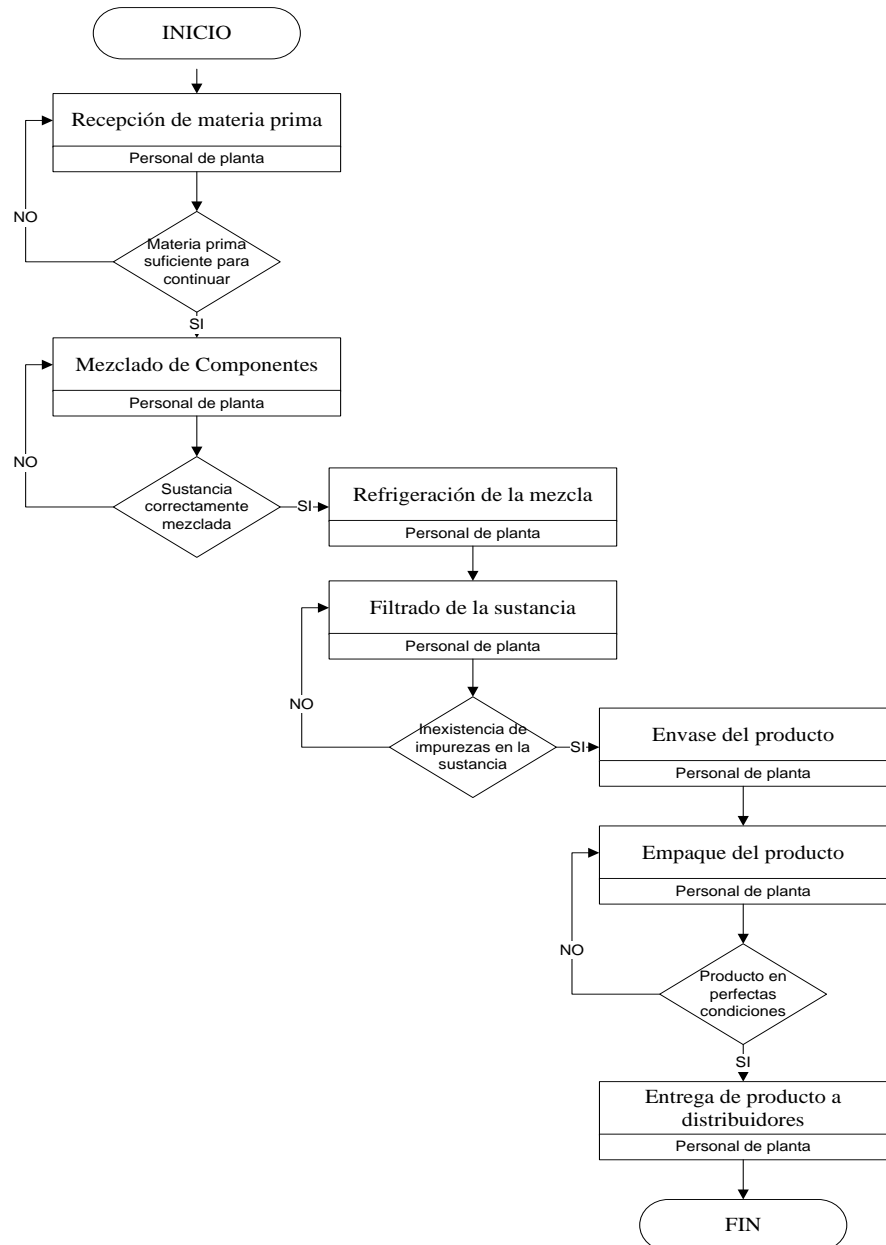 INICIO
Recepción de materia prima
Personal de planta
NO
Materia prima
suficiente para
continuar
SI
Mezclado de Componentes
Personal de planta
NO
Sustancia
correctamente
mezclada
SI
Refrigeración de la mezcla
Personal de planta
Filtrado de la sustancia
Personal de planta
NO
Inexistencia de
impurezas en la
sustancia
SI
Envase del producto
Personal de planta
Empaque del producto
Personal de planta
NO
Producto en
perfectas
condiciones
SI
Entrega de producto a
distribuidores
Personal de planta
FIN